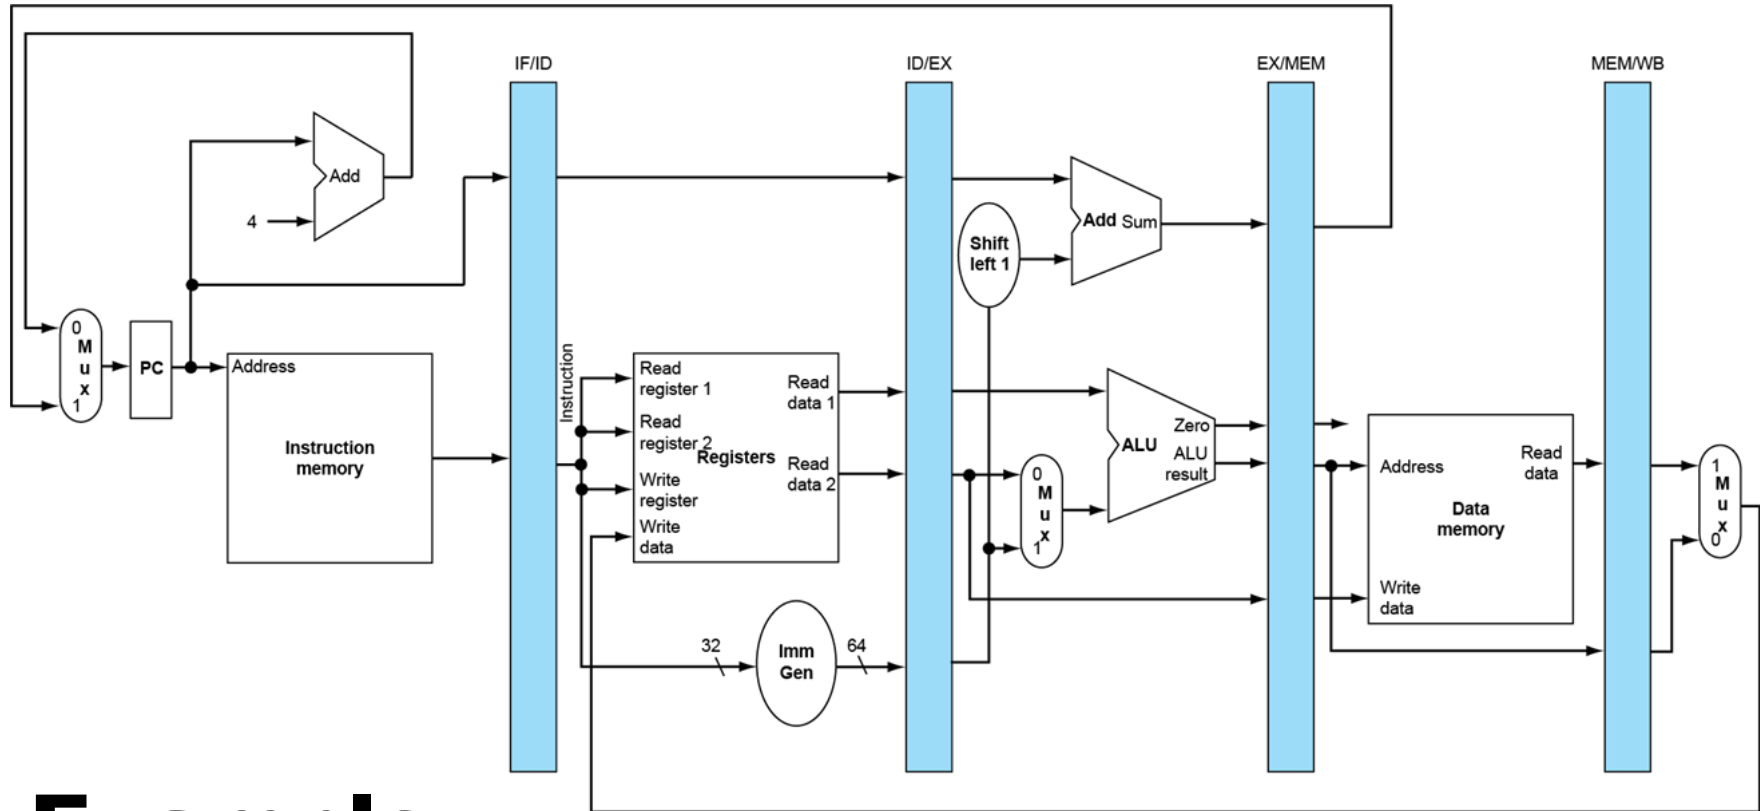 IF/ID
ID/EX
EX/MEM
MEM/WB
Add
4
Add Sum
Shift
left 1
0
M
u
x
1
PC
Address
Instruction
memory
Instruction
Read
register 1
Read
register 2
Registers
Write
register
Write
data
Read
data 1
Read
data 2
0
M
u
x
1
Zero
ALU
ALU
result
Address
Read
data
Data
memory
Write
data
1
M
u
x
0
32
Imm
Gen
64